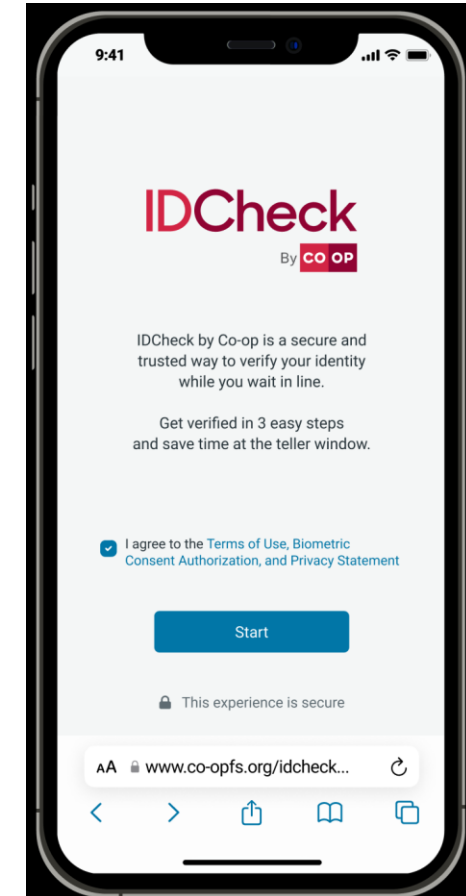 9:41
IDCheck
By CO OP
IDCheck by Co-op is a secure and
trusted way to verify your identity
while you wait in line.
Get verified in 3 easy steps
and save time at the teller window.
I agree to the Terms of Use, Biometric
Consent Authorization, and Privacy Statement
Start
This experience is secure
AA www.co-opfs.org/idcheck...